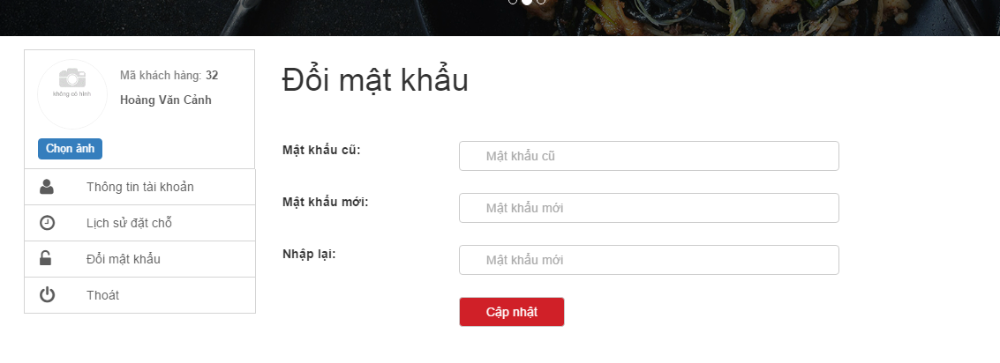 không có hình
Mã khách hàng: 32
Hoàng Văn Cảnh
Chọn ảnh
Thông tin tài khoản
Lịch sử đặt chỗ
Đổi mật khẩu
Thoát
Đổi mật khẩu
Mật khẩu cũ:
Mật khẩu cũ
Mật khẩu mới:
Mật khẩu mới
Nhập lại:
Mật khẩu mới
Cập nhật